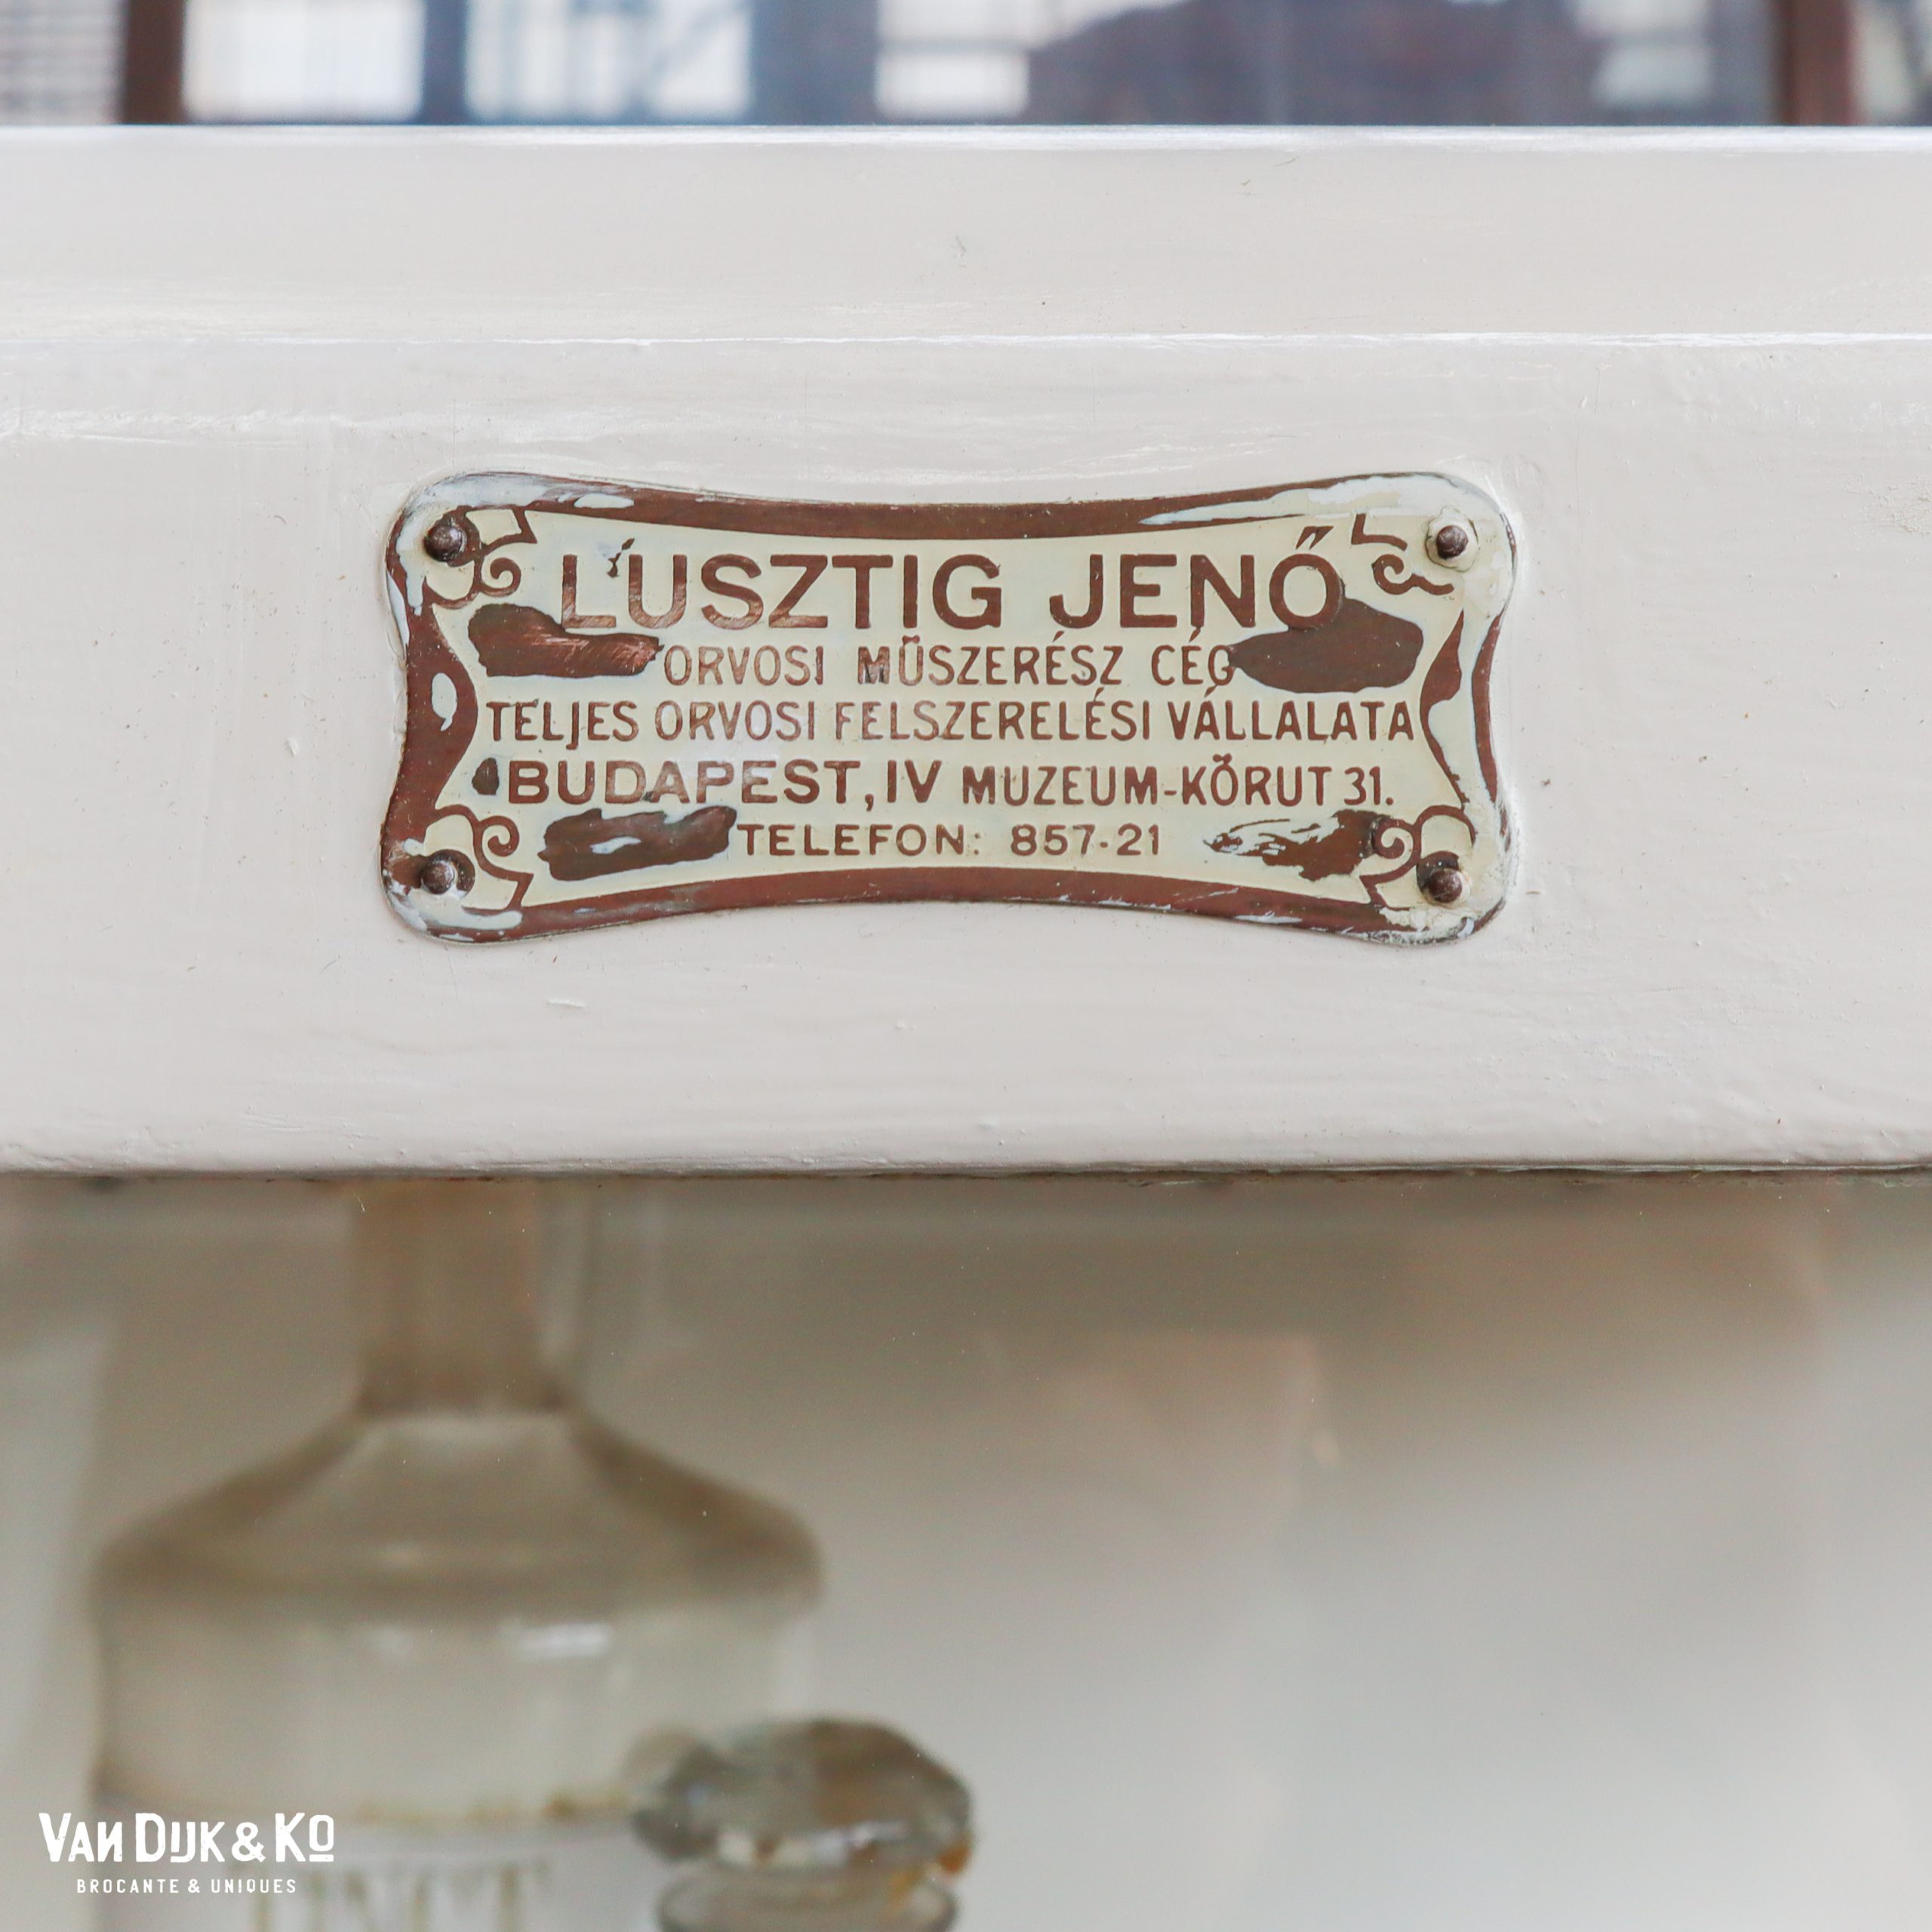 LUSZTIG JENŐ
ORVOSI MŰSZERÉSZ CÉG
TELJES ORVOSI FELSZERELÉSI VÁLLALATA
BUDAPEST, IV MUZEUM-KŐRUT 31.
TELEFON: 857-21
VAN DIJK & KO
BROCANTE & UNIQUES